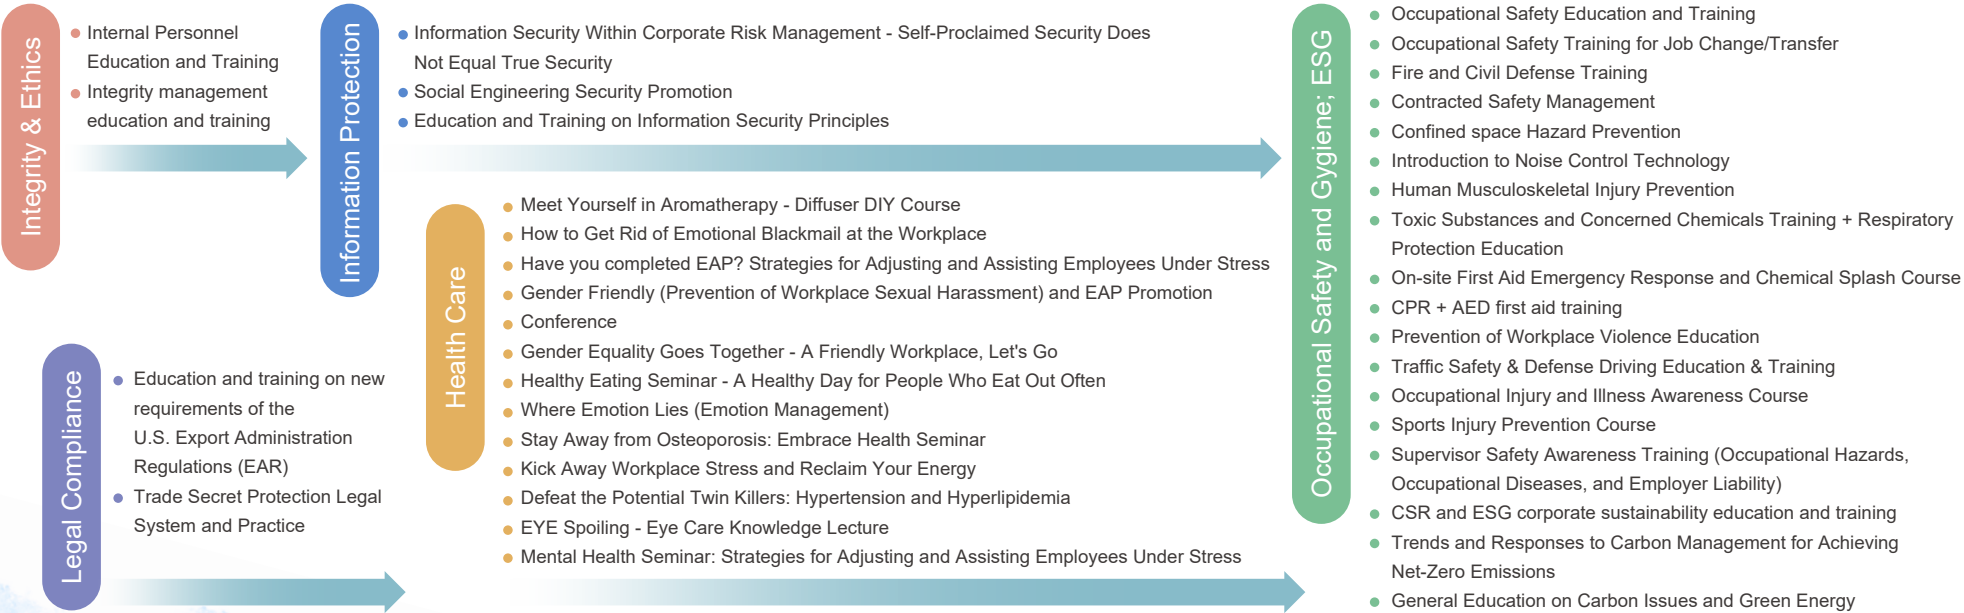 Integrity & Ethics
Internal Personnel
Education and Training
Integrity management
education and training
Information Protection
Information Security Within Corporate Risk Management - Self-Proclaimed Security Does
Not Equal True Security
Social Engineering Security Promotion
Education and Training on Information Security Principles
Legal Compliance
Education and training on new
requirements of the
U.S. Export Administration
Regulations (EAR)
Trade Secret Protection Legal
System and Practice
Health Care
Meet Yourself in Aromatherapy - Diffuser DIY Course
How to Get Rid of Emotional Blackmail at the Workplace
Have you completed EAP? Strategies for Adjusting and Assisting Employees Under Stress
Gender Friendly (Prevention of Workplace Sexual Harassment) and EAP Promotion
Conference
Gender Equality Goes Together - A Friendly Workplace, Let's Go
Healthy Eating Seminar - A Healthy Day for People Who Eat Out Often
Where Emotion Lies (Emotion Management)
Stay Away from Osteoporosis: Embrace Health Seminar
Kick Away Workplace Stress and Reclaim Your Energy
Defeat the Potential Twin Killers: Hypertension and Hyperlipidemia
EYE Spoiling - Eye Care Knowledge Lecture
Mental Health Seminar: Strategies for Adjusting and Assisting Employees Under Stress
Occupational Safety and Gygiene; ESG
Occupational Safety Education and Training
Occupational Safety Training for Job Change/Transfer
Fire and Civil Defense Training
Contracted Safety Management
Confined space Hazard Prevention
Introduction to Noise Control Technology
Human Musculoskeletal Injury Prevention
Toxic Substances and Concerned Chemicals Training + Respiratory
Protection Education
On-site First Aid Emergency Response and Chemical Splash Course
CPR + AED first aid training
Prevention of Workplace Violence Education
Traffic Safety & Defense Driving Education & Training
Occupational Injury and Illness Awareness Course
Sports Injury Prevention Course
Supervisor Safety Awareness Training (Occupational Hazards,
Occupational Diseases, and Employer Liability)
CSR and ESG corporate sustainability education and training
Trends and Responses to Carbon Management for Achieving
Net-Zero Emissions
General Education on Carbon Issues and Green Energy